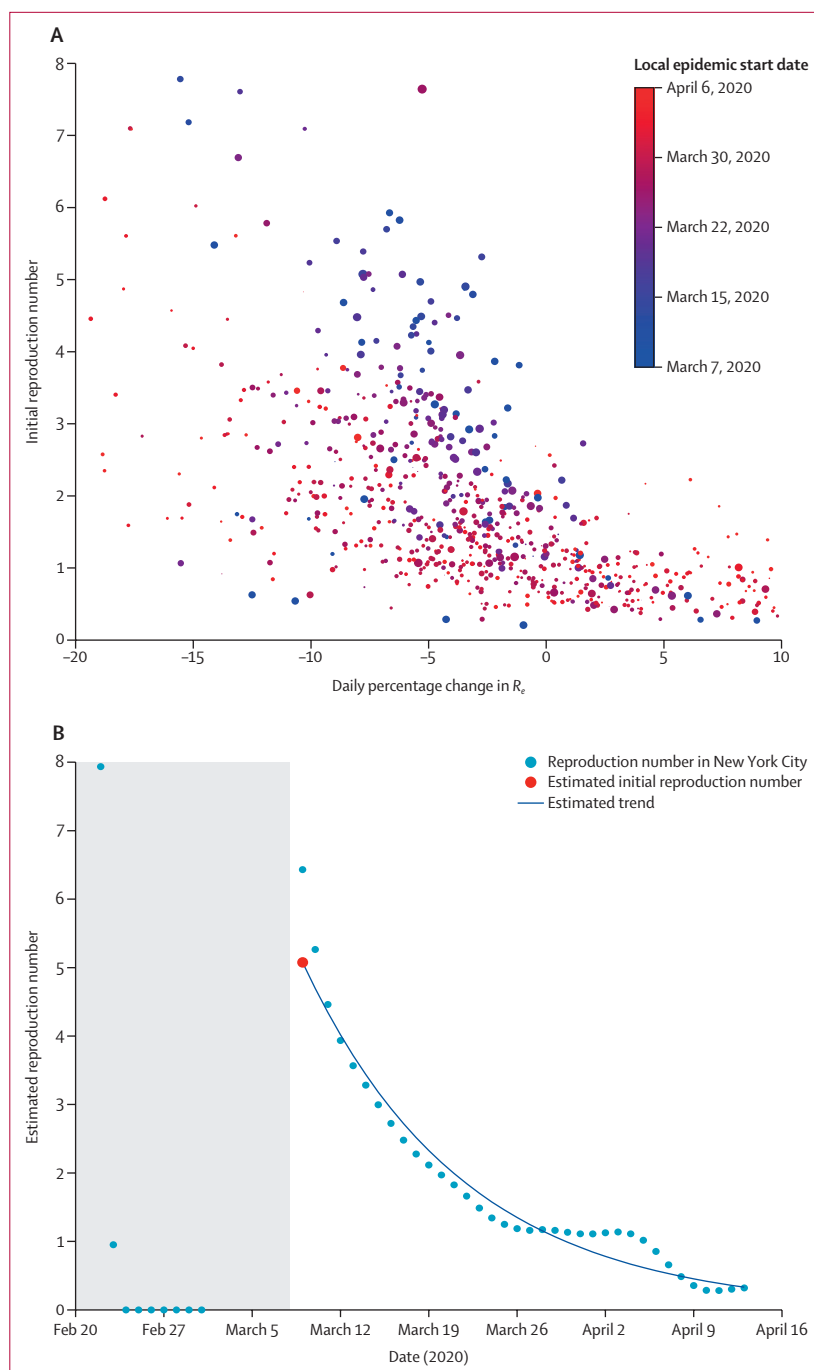 A
8
7
6
5
4
3
2
1
0
Initial reproduction number
−20
−15
−10
−5
0
5
10
Daily percentage change in Re
Local epidemic start date
April 6, 2020
March 30, 2020
March 22, 2020
March 15, 2020
March 7, 2020
B
8
7
6
5
4
3
2
1
0
Estimated reproduction number
Feb 20
Feb 27
March 5
March 12
March 19
March 26
April 2
April 9
April 16
Date (2020)
Reproduction number in New York City
Estimated initial reproduction number
Estimated trend